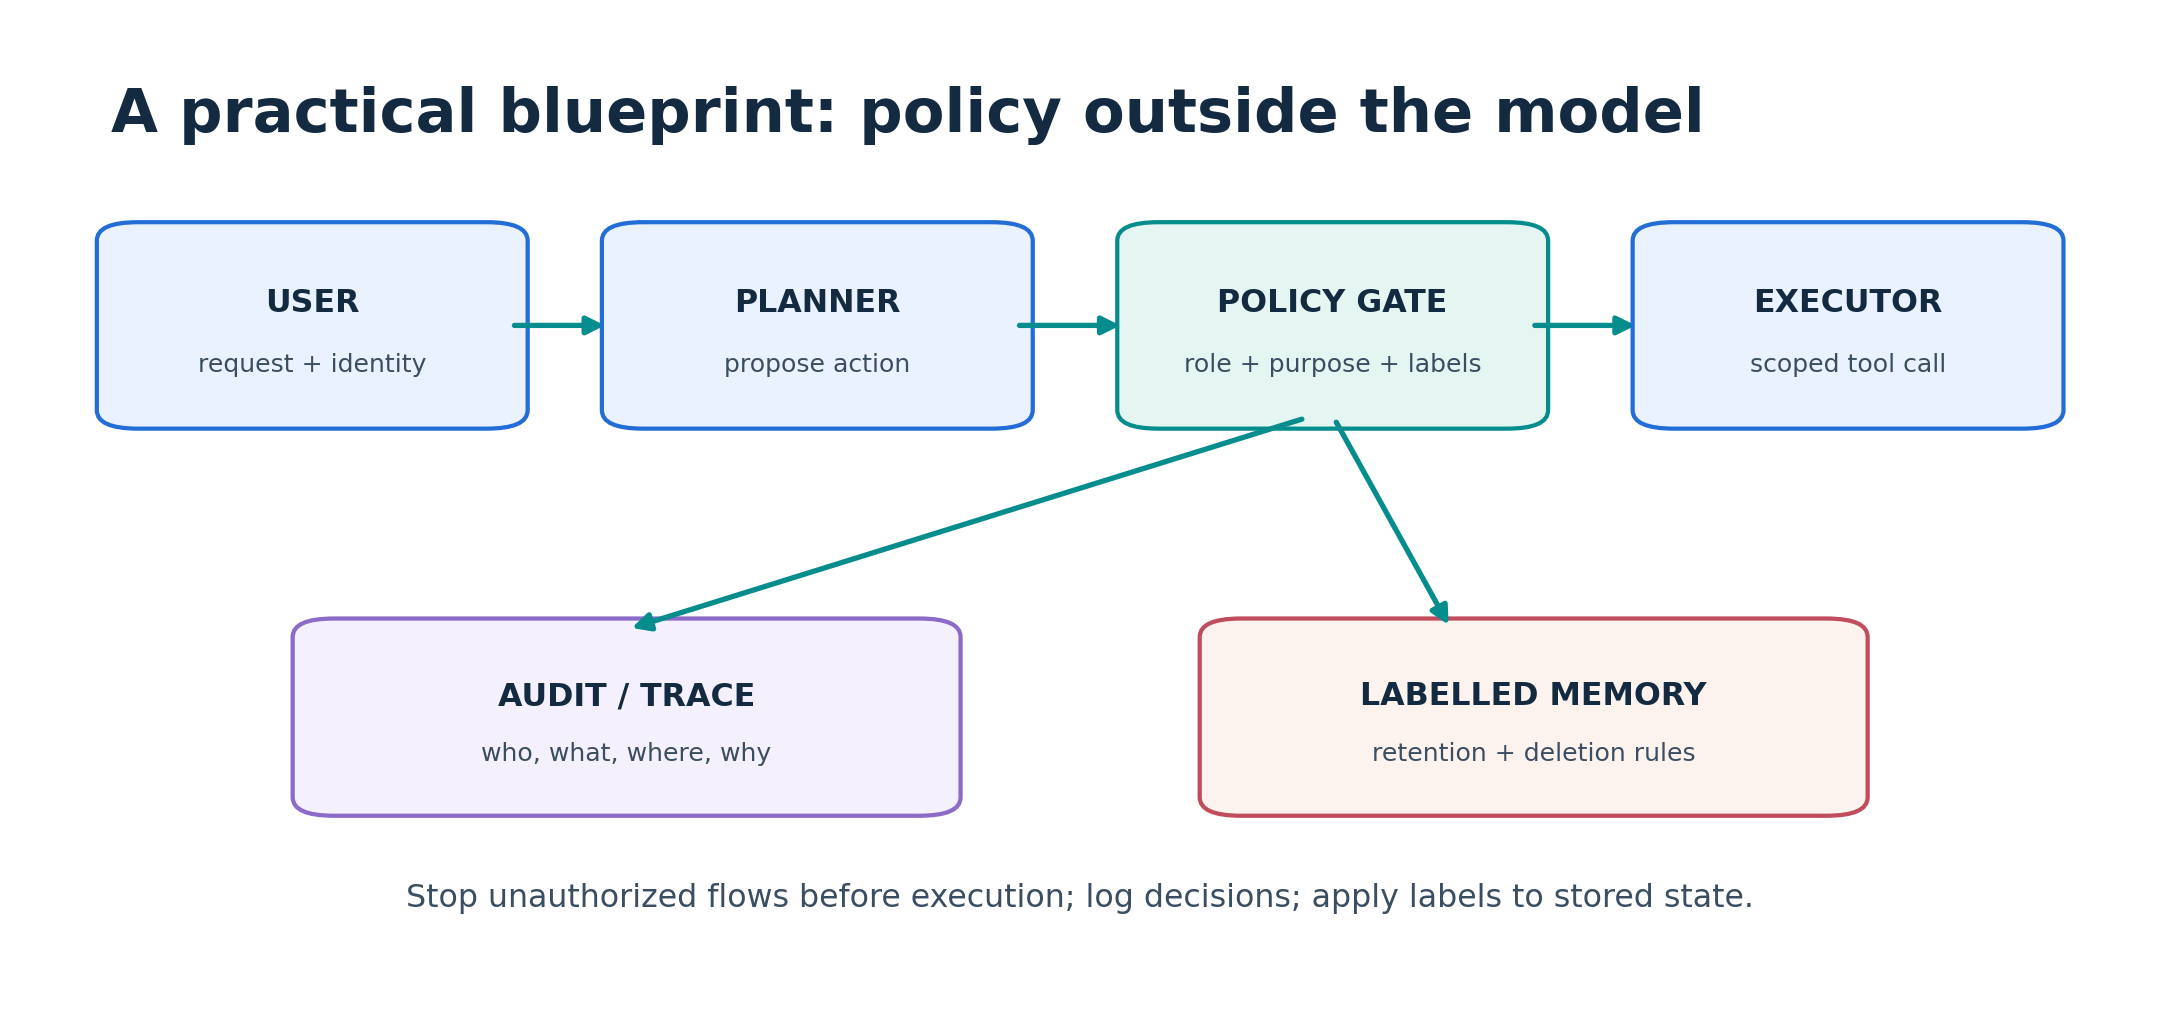 A practical blueprint: policy outside the model
USER
request + identity
PLANNER
propose action
POLICY GATE
role + purpose + labels
EXECUTOR
scoped tool call
AUDIT / TRACE
who, what, where, why
LABELLED MEMORY
retention + deletion rules
Stop unauthorized flows before execution; log decisions; apply labels to stored state.